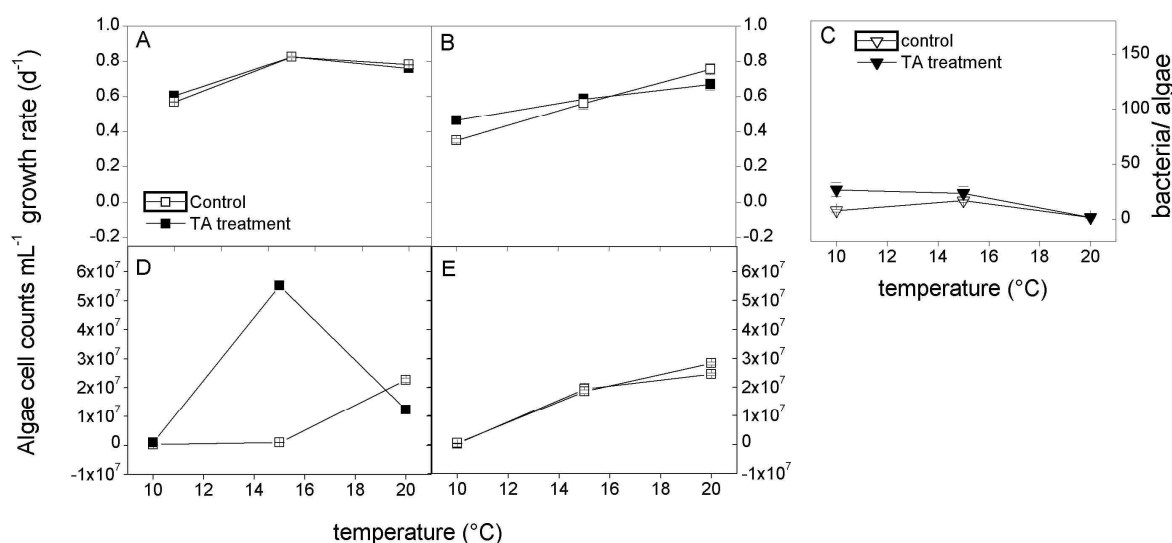 A
B
C
1.0
0.8
0.6
0.4
0.2
0.0
-0.2
Control
TA treatment
1.0
0.8
0.6
0.4
0.2
0.0
-0.2
control
TA treatment
150
100
50
0
bacteria/ algae
10 12 14 16 18 20
temperature (°C)
Algae cell counts mL⁻¹ growth rate (d⁻¹)
D
E
6x10⁷
5x10⁷
4x10⁷
3x10⁷
2x10⁷
1x10⁷
0
-1x10⁷
6x10⁷
5x10⁷
4x10⁷
3x10⁷
2x10⁷
1x10⁷
0
-1x10⁷
10 12 14 16 18 20
10 12 14 16 18 20
temperature (°C)